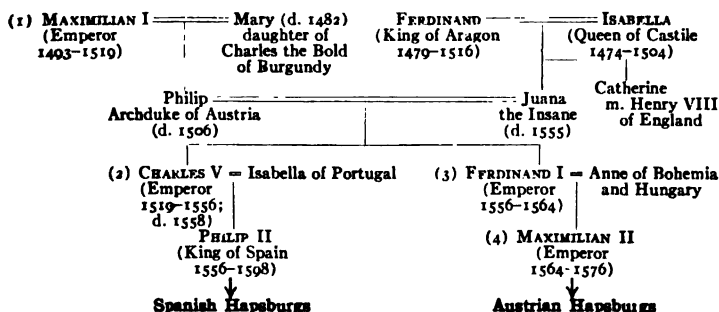 (1) MAXIMILIAN I == Mary (d. 1482) FERDINAND == ISABELLA
(Emperor daughter of (King of Aragon (Queen of Castile
1493–1519) Charles the Bold 1479–1516) 1474–1504)
of Burgundy
Catherine
Philip == Juana m. Henry VIII
Archduke of Austria the Insane of England
(d. 1506) (d. 1555)
(2) CHARLES V = Isabella of Portugal (3) FERDINAND I = Anne of Bohemia
(Emperor (Emperor and Hungary
1519–1556; 1556–1564)
d. 1558)
PHILIP II (4) MAXIMILIAN II
(King of Spain (Emperor
1556–1598) 1564-1576)
Spanish Hapsburgs Austrian Hapsburgs